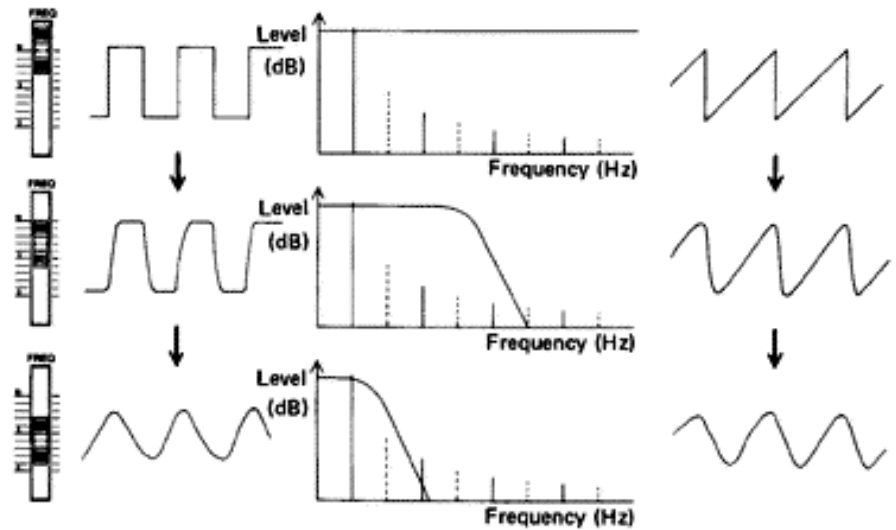 FREQ
Level
(dB)
Frequency (Hz)
FREQ
Level
(dB)
Frequency (Hz)
FREQ
Level
(dB)
Frequency (Hz)